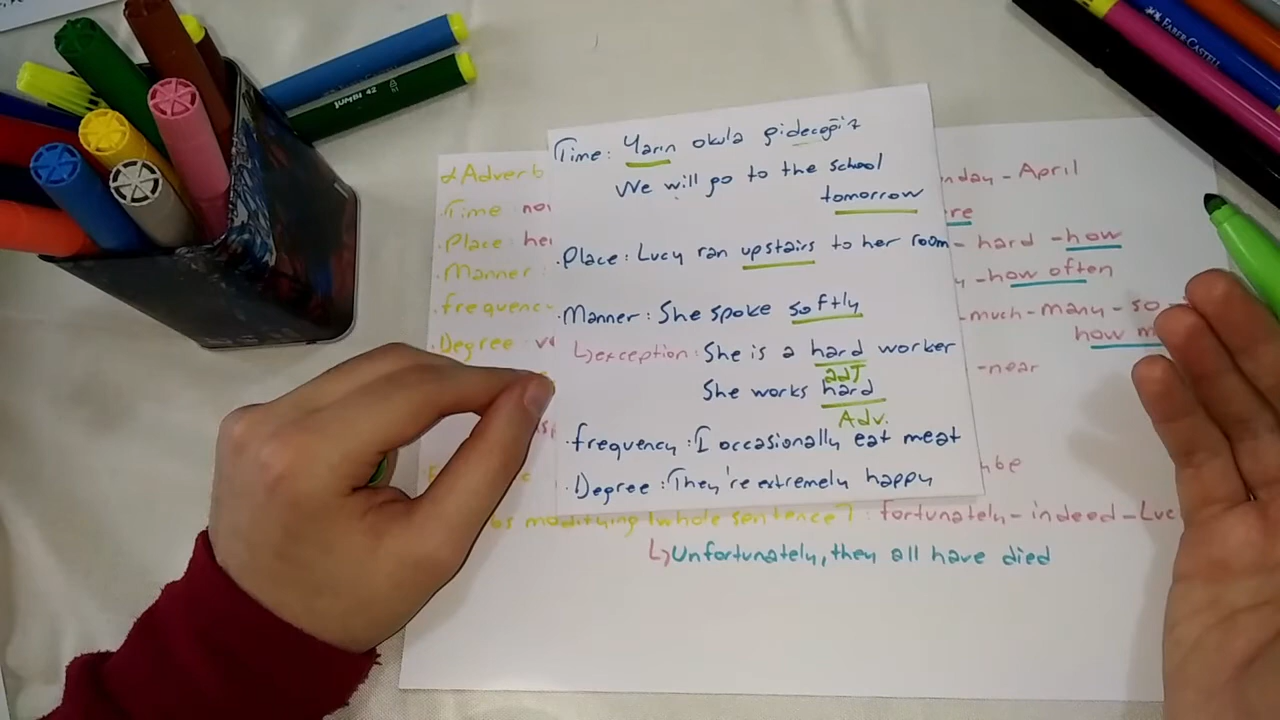 Time: Yarın okula gideceğiz
We will go to the school
tomorrow
Place: Lucy ran upstairs to her room
Manner: She spoke softly
exception: She is a hard worker
adJ
She works hard
Adv.
frequency: I occasionally eat meat
Degree: They're extremely happy
Adverb
Time
Place
Manner
frequency
Degree
April
hard - how
how often
much - many - so
near
modifying (whole sentence) : fortunately - indeed
Unfortunately, they all have died
JUMBI 42
FABER CASTELL